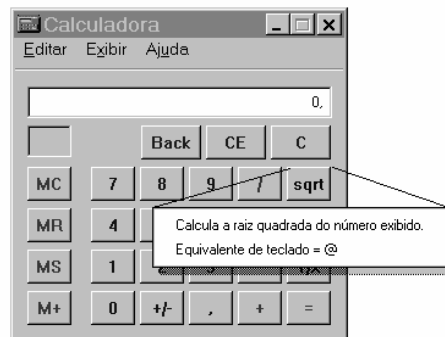 Calculadora
Editar Exibir Ajuda
0,
Back CE C
MC 7 8 9 / sqrt
MR 4
Calcula a raiz quadrada do número exibido.
Equivalente de teclado = @
MS 1
M+ 0 +/- , + =